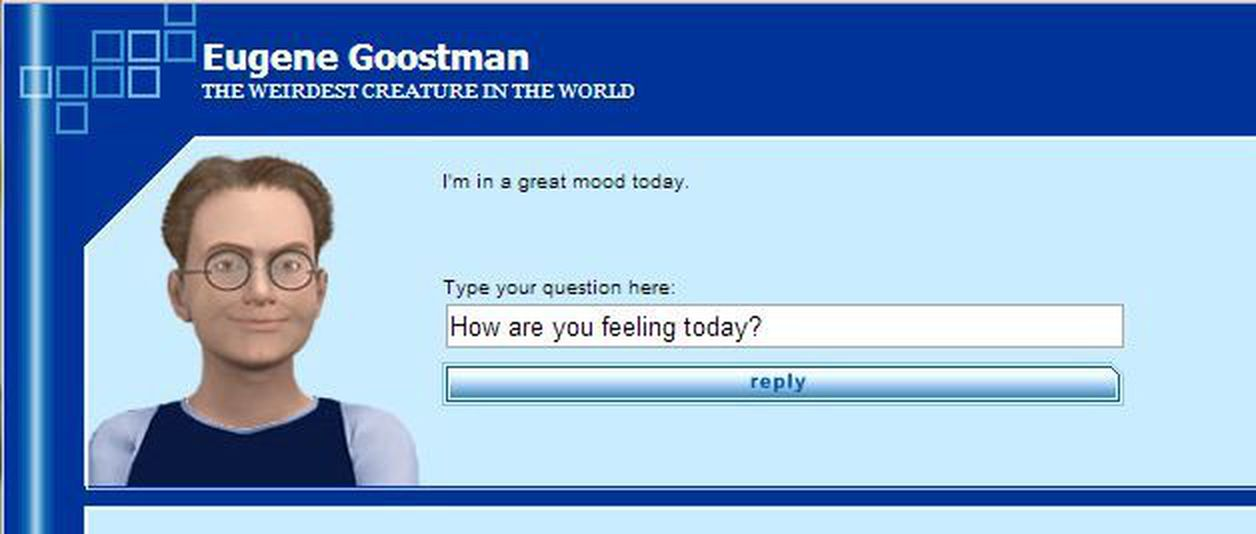 Eugene Goostman
THE WEIRDEST CREATURE IN THE WORLD
I'm in a great mood today.
Type your question here:
How are you feeling today?
reply